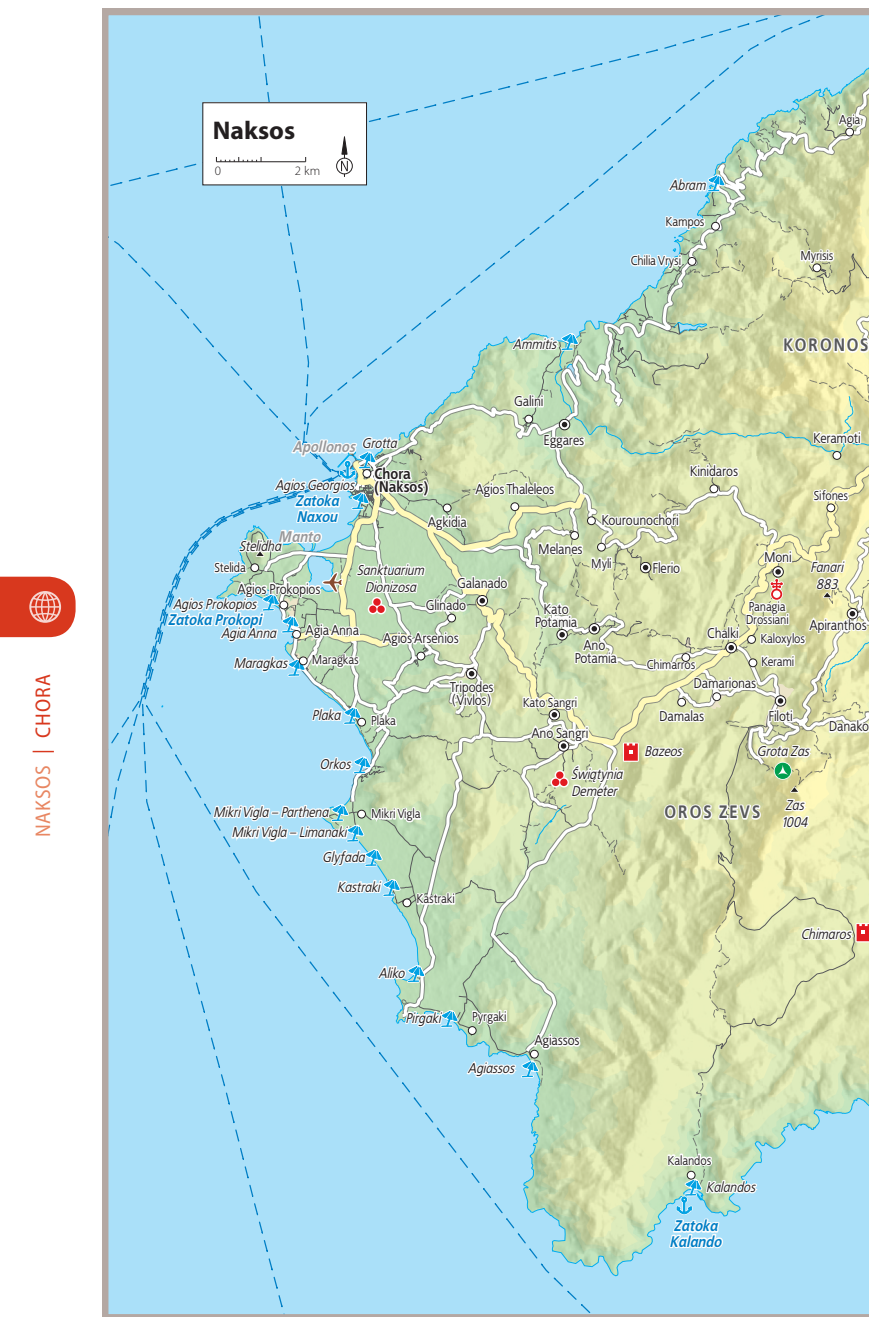 Naksos
0 2 km
N
Agia
Abram
Kampos
Chilia Vrysi
Myrisis
KORONOS
Ammitis
Galini
Eggares
Keramoti
Apollonos
Grotta
Chora
(Naksos)
Agios Georgios
Zatoka
Naxou
Kinidaros
Agios Thaleleos
Sifones
Agkidia
Kourounochori
Manto
Stelidha
Stelida
Melanes
Myli
Flerio
Moni
Fanari
883
Sanktuarium
Dionizosa
Galanado
Agios Prokopios
Agios Prokopios
Zatoka Prokopi
Glinado
Kato
Potamia
Panagia
Drossiani
Apiranthos
Agia Anna
Agia Anna
Agios Arsenios
Ano
Potamia
Chalki
Kaloxylos
Maragkas
Maragkas
Chimarros
Kerami
Tripodes
(Vivlos)
Damarionas
Kato Sangri
Damalas
Filoti
Plaka
Plaka
Danako
Ano Sangri
Bazeos
Grota Zas
Orkos
Świątynia
Demeter
Zas
1004
OROS ZEVS
Mikri Vigla – Parthena
Mikri Vigla
Mikri Vigla – Limanaki
Glyfada
Kastraki
Kastraki
Chimaros
Aliko
Pirgaki
Pyrgaki
Agiassos
Agiassos
Kalandos
Kalandos
Zatoka
Kalando
NAKSOS | CHORA